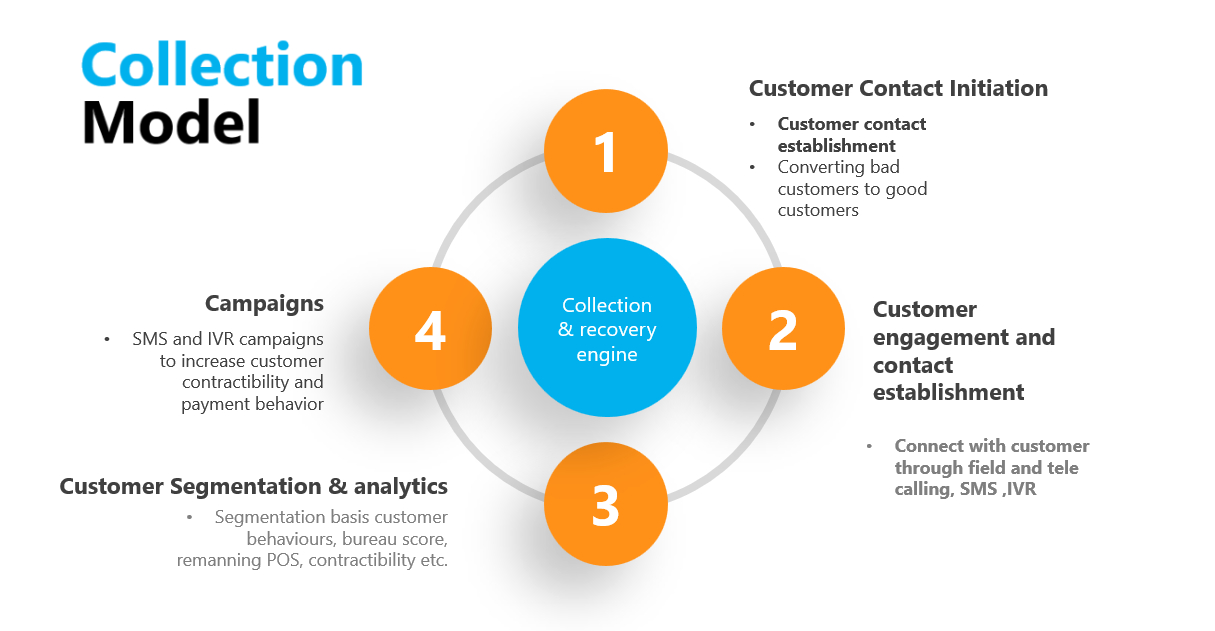 Collection
Model
1
Customer Contact Initiation
• Customer contact
establishment
• Converting bad
customers to good
customers
2
Customer
engagement and
contact
establishment
• Connect with customer
through field and tele
calling, SMS ,IVR
3
Customer Segmentation & analytics
• Segmentation basis customer
behaviours, bureau score,
remanning POS, contractibility etc.
4
Campaigns
• SMS and IVR campaigns
to increase customer
contractibility and
payment behavior
Collection
& recovery
engine